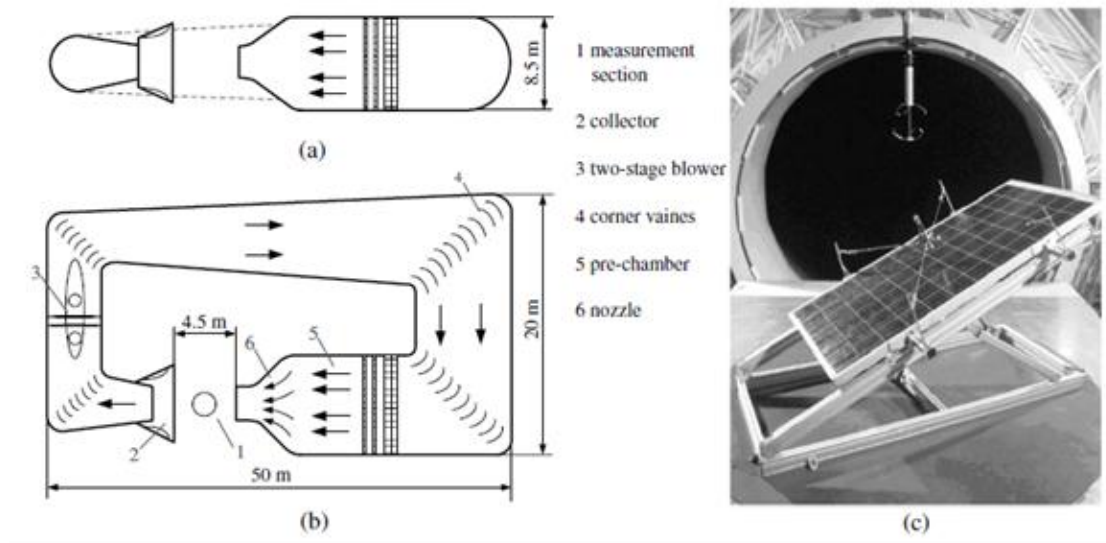 8.5 m
(a)
1 measurement
section
2 collector
3 two-stage blower
4 corner vaines
5 pre-chamber
6 nozzle
4
3
4.5 m
6
5
20 m
2
1
50 m
(b)
(c)